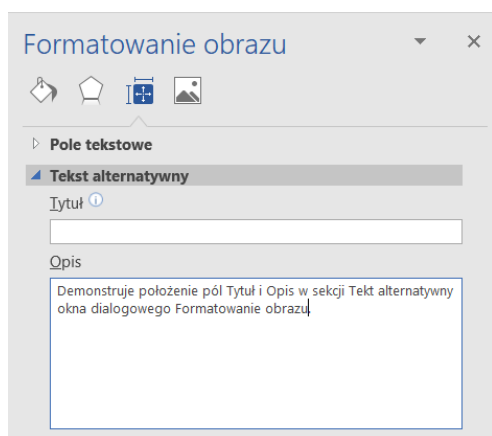 Formatowanie obrazu
Pole tekstowe
Tekst alternatywny
Tytuł
Opis
Demonstruje położenie pól Tytuł i Opis w sekcji Tekt alternatywny
okna dialogowego Formatowanie obrazu